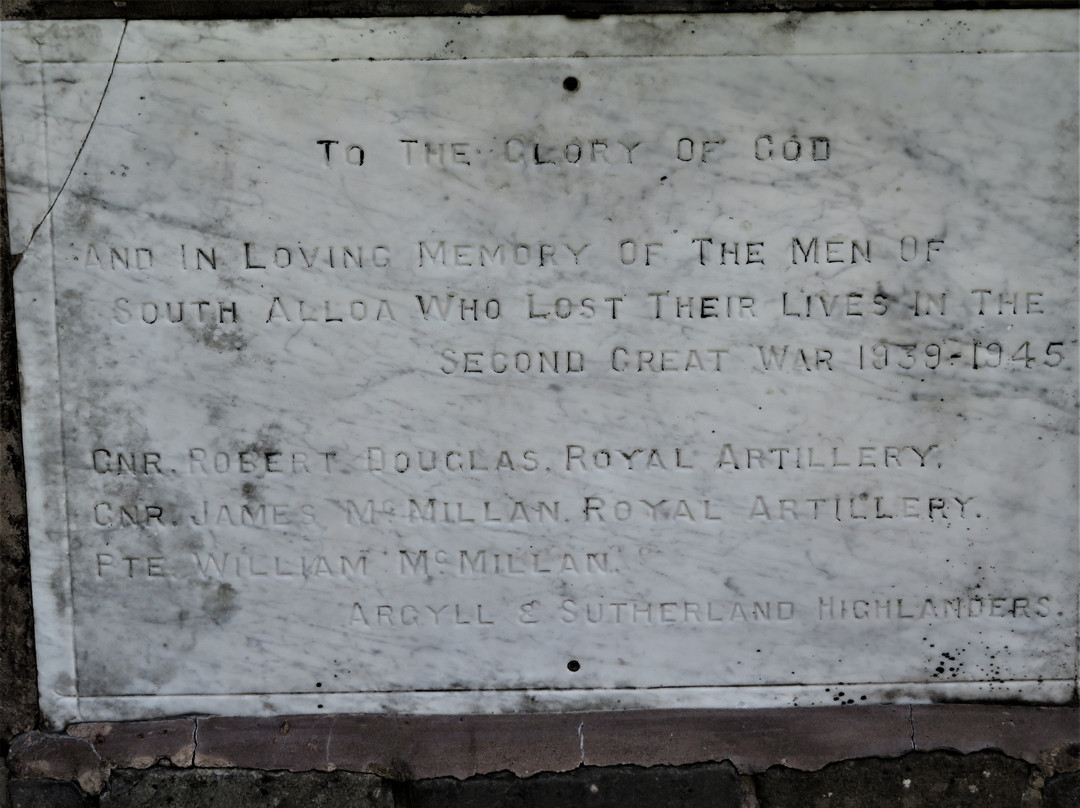 To The Glory Of God
And In Loving Memory Of The Men Of
South Alloa Who Lost Their Lives In The
Second Great War 1939-1945
Gnr. Robert Douglas. Royal Artillery.
Gnr. James McMillan. Royal Artillery.
Pte. William McMillan.
Argyll & Sutherland Highlanders.